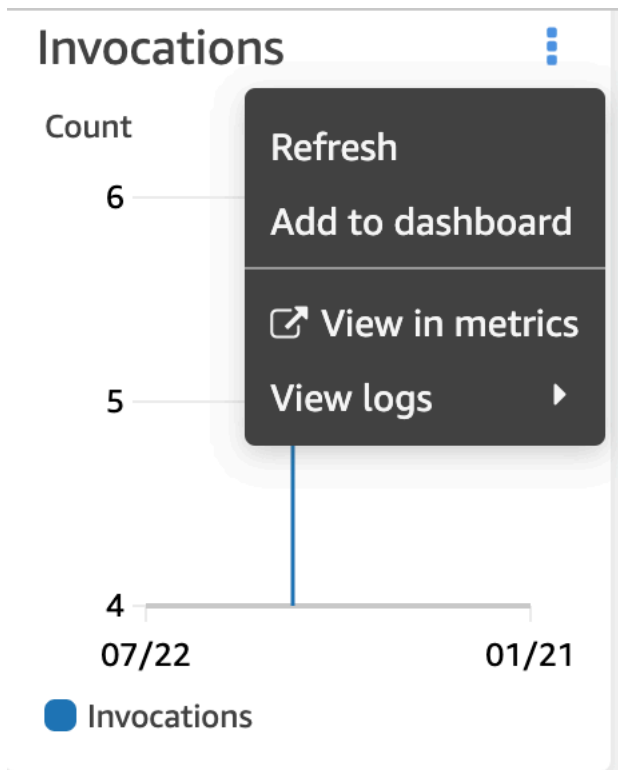 Invocations
Count
Refresh
Add to dashboard
View in metrics
View logs
6
5
4
07/22
01/21
Invocations